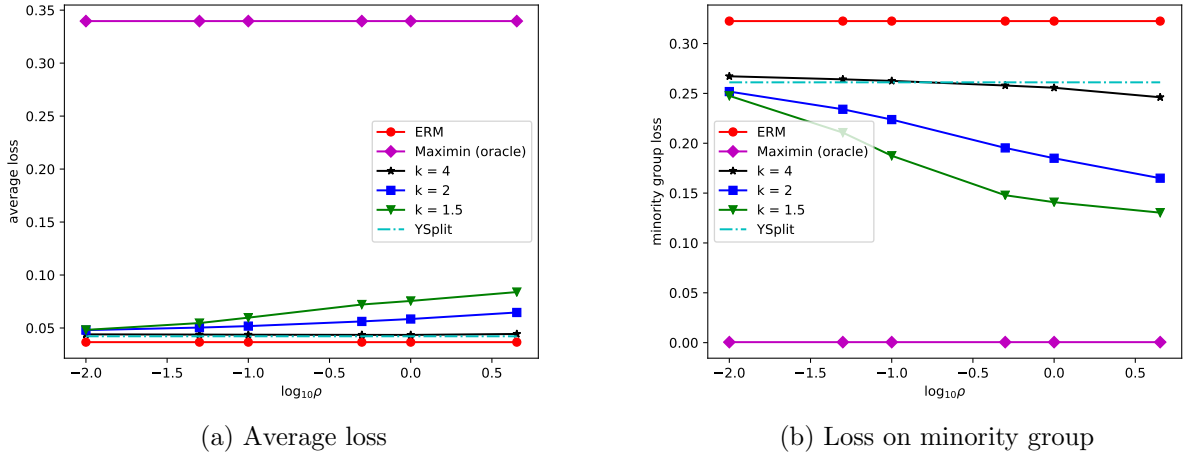 0.35
0.30
0.25
0.20
0.15
0.10
0.05
average loss
ERM
Maximin (oracle)
k = 4
k = 2
k = 1.5
YSplit
−2.0 −1.5 −1.0 −0.5 0.0 0.5
log₁₀ρ
(a) Average loss
0.30
0.25
0.20
0.15
0.10
0.05
0.00
minority group loss
ERM
Maximin (oracle)
k = 4
k = 2
k = 1.5
YSplit
−2.0 −1.5 −1.0 −0.5 0.0 0.5
log₁₀ρ
(b) Loss on minority group